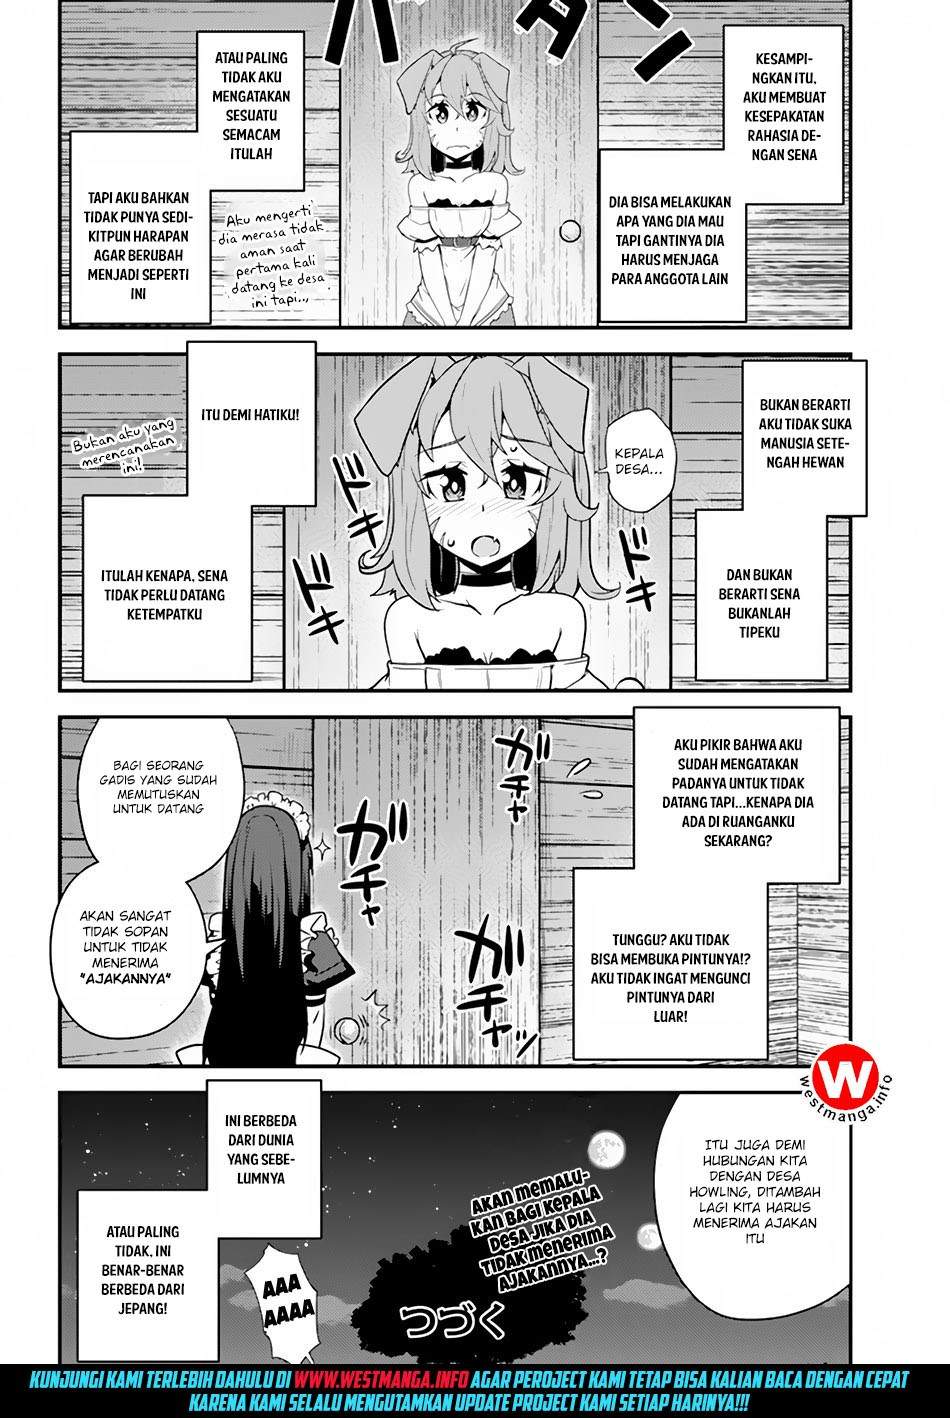 バタン
KESAMPI-
NGKAN ITU,
AKU MEMBUAT
KESEPAKATAN
RAHASIA DE-
NGAN SENA
DIA BISA MELAKUKAN
APA YANG DIA MAU
TAPI GANTINYA DIA
HARUS MENJAGA
PARA ANGGOTA LAIN
ATAU PALING
TIDAK AKU
MENGATAKAN
SESUATU
SEMACAM
ITULAH
TAPI AKU BAHKAN
TIDAK PUNYA SEDI-
KITPUN HARAPAN
AGAR BERUBAH
MENJADI SEPERTI
INI
Aku mengerti
dia merasa tidak
aman saat
pertama kali
datang ke desa
ini tapi...
BUKAN BERARTI
AKU TIDAK SUKA
MANUSIA SETE-
NGAH HEWAN
DAN BUKAN
BERARTI SENA
BUKANLAH
TIPEKU
KEPALA
DESA...
ドキ
ドキ
ITU DEMI HATIKU!
Bukan aku yang
merencanakan
ini!
ITULAH KENAPA, SENA
TIDAK PERLU DATANG
KETEMPATKU
AKU PIKIR BAHWA AKU
SUDAH MENGATAKAN
PADANYA UNTUK TIDAK
DATANG TAPI...KENAPA DIA
ADA DI RUANGANKU
SEKARANG?
TUNGGU? AKU TIDAK
BISA MEMBUKA PINTUNYA!?
AKU TIDAK INGAT MENGUNCI
PINTUNYA DARI
LUAR!
ガチャ
ガチャ
ガチャ
BAGI SEORANG
GADIS YANG SUDAH
MEMUTUSKAN
UNTUK DATANG
AKAN SANGAT
TIDAK SOPAN
UNTUK TIDAK
MENERIMA
"AJAKANNYA"
westmanga.info
ITU JUGA DEMI
HUBUNGAN KITA
DENGAN DESA
HOWLING, DITAMBAH
LAGI KITA HARUS
MENERIMA AJAKAN
ITU
AKAN MEMALU-
KAN BAGI KEPALA
DESA JIKA DIA
TIDAK MENERIMA
AJAKANNYA...?
INI BERBEDA
DARI DUNIA
YANG SEBE-
LUMNYA
ATAU PALING
TIDAK, INI
BENAR-BENAR
BERBEDA DARI
JEPANG!
AAA
AAAA
つづく
KUNJUNGI KAMI TERLEBIH DAHULU DI WWW.WESTMANGA.INFO AGAR PEROJECT KAMI TETAP BISA KALIAN BACA DENGAN CEPAT
KARENA KAMI SELALU MENGUTAMKAN UPDATE PROJECT KAMI SETIAP HARINYA!!!